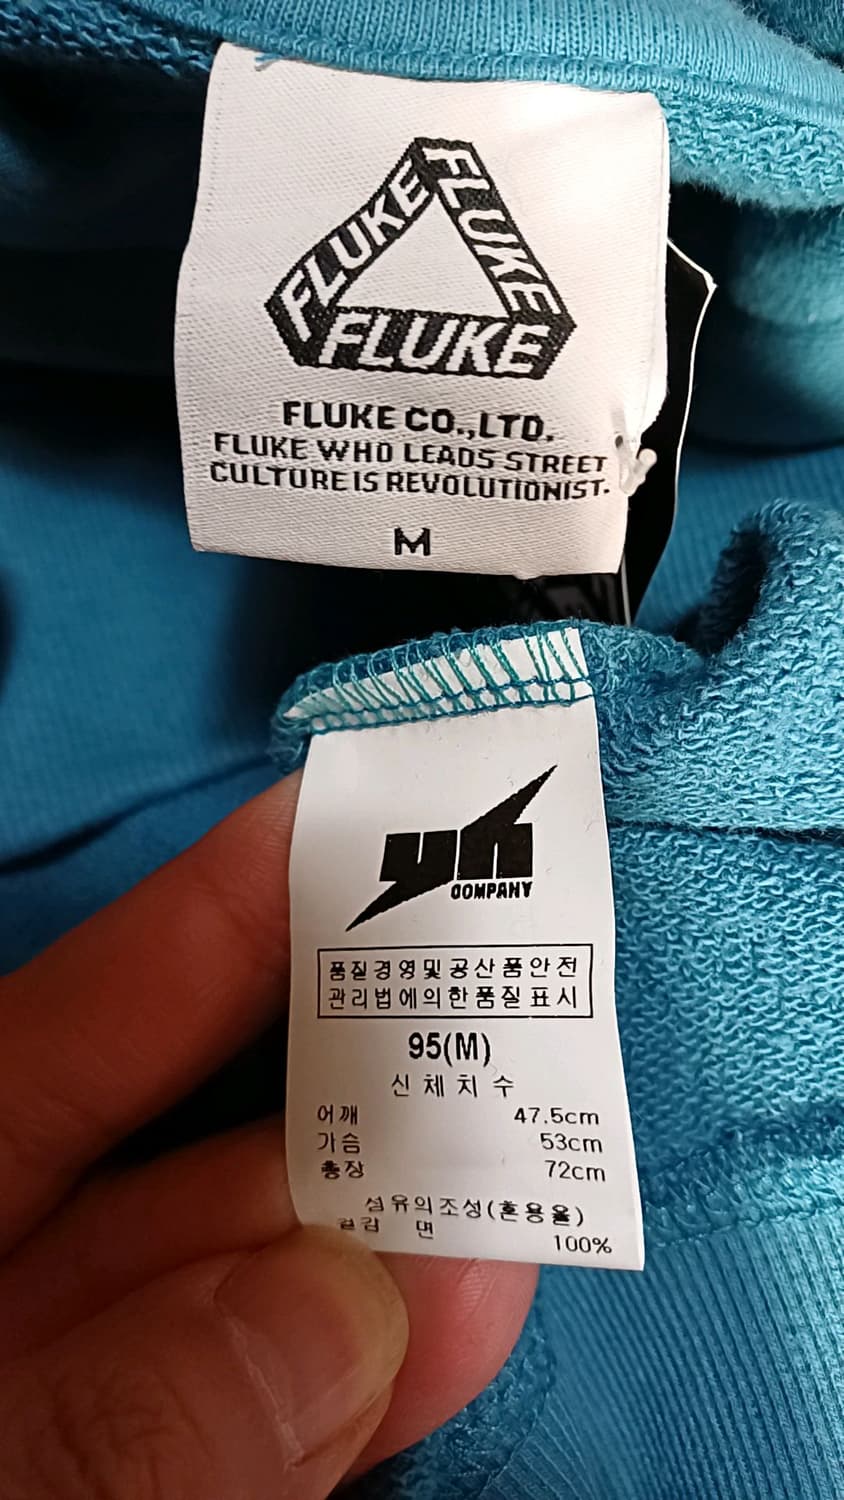 FLUKE
FLUKE
FLUKE
FLUKE CO.,LTD.
FLUKE WHO LEADS STREET
CULTURE IS REVOLUTIONIST.
M
yh
COMPANY
품질경영및공산품안전
관리법에의한품질표시
95(M)
신체치수
어깨 47.5cm
가슴 53cm
총장 72cm
섬유의조성(혼용율)
겉감 면 100%